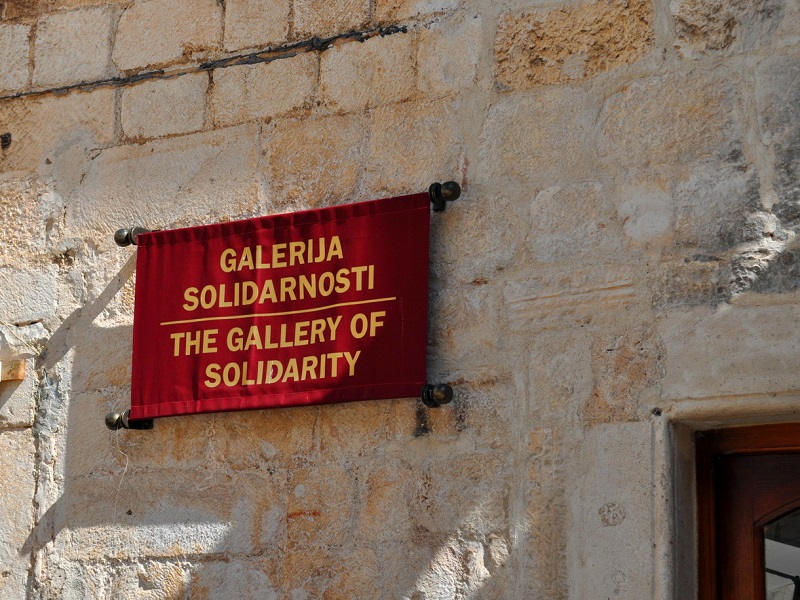 GALERIJA
SOLIDARNOSTI
THE GALLERY OF
SOLIDARITY